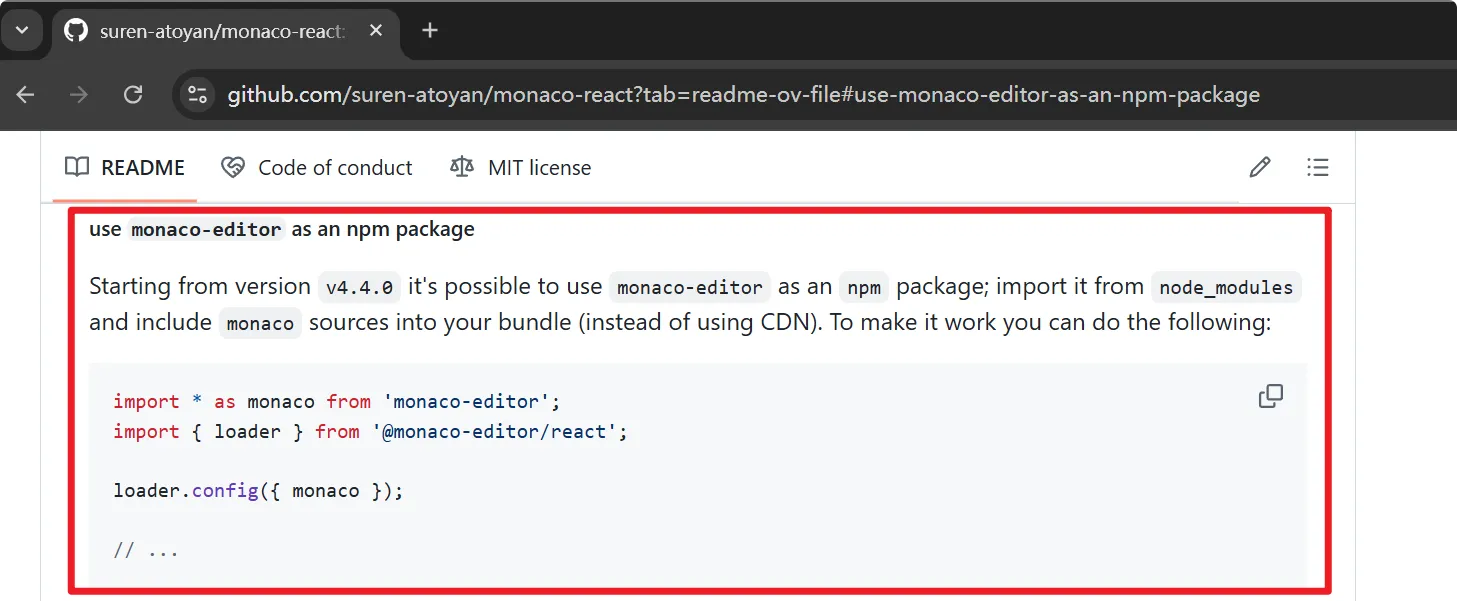 suren-atoyan/monaco-react:
github.com/suren-atoyan/monaco-react?tab=readme-ov-file#use-monaco-editor-as-an-npm-package
README Code of conduct MIT license
use monaco-editor as an npm package
Starting from version v4.4.0 it's possible to use monaco-editor as an npm package; import it from node_modules
and include monaco sources into your bundle (instead of using CDN). To make it work you can do the following:
import * as monaco from 'monaco-editor';
import { loader } from '@monaco-editor/react';
loader.config({ monaco });
// ...